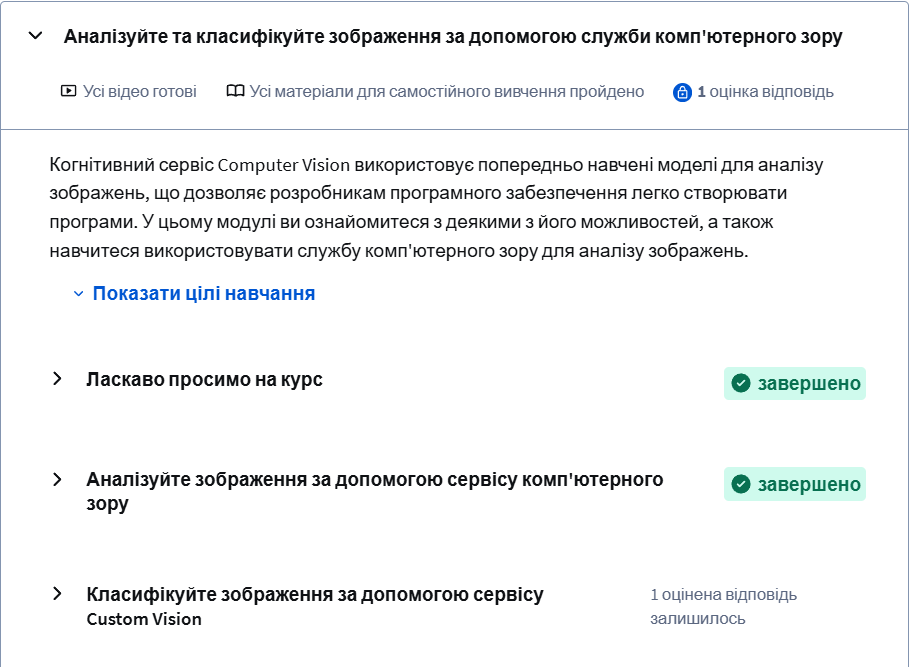 Аналізуйте та класифікуйте зображення за допомогою служби комп'ютерного зору
Усі відео готові Усі матеріали для самостійного вивчення пройдено 1 оцінка відповідь
Когнітивний сервіс Computer Vision використовує попередньо навчені моделі для аналізу
зображень, що дозволяє розробникам програмного забезпечення легко створювати
програми. У цьому модулі ви ознайомитеся з деякими з його можливостей, а також
навчитеся використовувати службу комп'ютерного зору для аналізу зображень.
Показати цілі навчання
Ласкаво просимо на курс завершено
Аналізуйте зображення за допомогою сервісу комп'ютерного
зору
завершено
Класифікуйте зображення за допомогою сервісу
Custom Vision
1 оцінена відповідь
залишилось